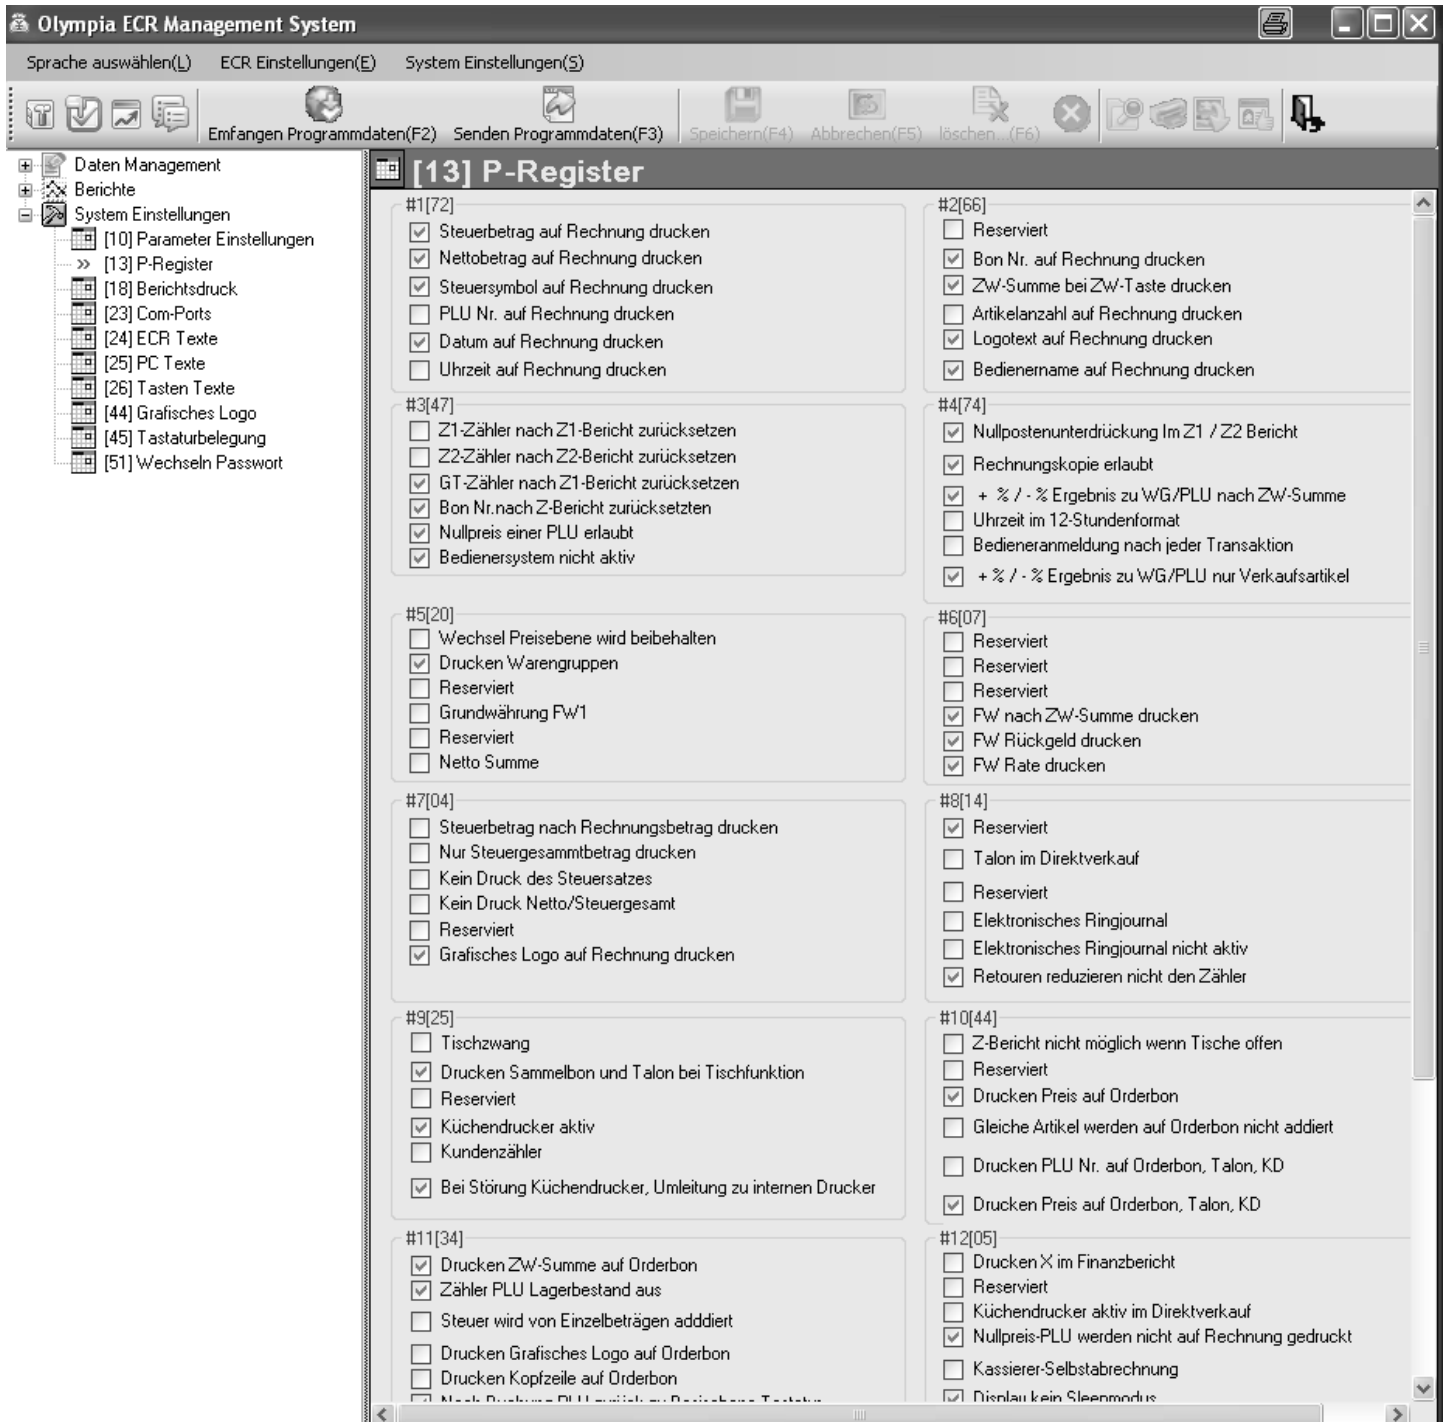 Olympia ECR Management System
Sprache auswählen(L) ECR Einstellungen(E) System Einstellungen(S)
Emfangen Programmdaten(F2) Senden Programmdaten(F3) Speichern(F4) Abbrechen(F5) löschen...(F6)
Daten Management
Berichte
System Einstellungen
[10] Parameter Einstellungen
[13] P-Register
[18] Berichtsdruck
[23] Com-Ports
[24] ECR Texte
[25] PC Texte
[26] Tasten Texte
[44] Grafisches Logo
[45] Tastaturbelegung
[51] Wechseln Passwort
[13] P-Register
#1[72]
Steuerbetrag auf Rechnung drucken
Nettobetrag auf Rechnung drucken
Steuersymbol auf Rechnung drucken
PLU Nr. auf Rechnung drucken
Datum auf Rechnung drucken
Uhrzeit auf Rechnung drucken
#2[66]
Reserviert
Bon Nr. auf Rechnung drucken
ZW-Summe bei ZW-Taste drucken
Artikelanzahl auf Rechnung drucken
Logotext auf Rechnung drucken
Bedienername auf Rechnung drucken
#3[47]
Z1-Zähler nach Z1-Bericht zurücksetzen
Z2-Zähler nach Z2-Bericht zurücksetzen
GT-Zähler nach Z1-Bericht zurücksetzen
Bon Nr.nach Z-Bericht zurücksetzten
Nullpreis einer PLU erlaubt
Bedienersystem nicht aktiv
#4[74]
Nullpostenunterdrückung Im Z1 / Z2 Bericht
Rechnungskopie erlaubt
+ % / - % Ergebnis zu WG/PLU nach ZW-Summe
Uhrzeit im 12-Stundenformat
Bedieneranmeldung nach jeder Transaktion
+ % / - % Ergebnis zu WG/PLU nur Verkaufsartikel
#5[20]
Wechsel Preisebene wird beibehalten
Drucken Warengruppen
Reserviert
Grundwährung FW1
Reserviert
Netto Summe
#6[07]
Reserviert
Reserviert
Reserviert
FW nach ZW-Summe drucken
FW Rückgeld drucken
FW Rate drucken
#7[04]
Steuerbetrag nach Rechnungsbetrag drucken
Nur Steuergesammtbetrag drucken
Kein Druck des Steuersatzes
Kein Druck Netto/Steuergesamt
Reserviert
Grafisches Logo auf Rechnung drucken
#8[14]
Reserviert
Talon im Direktverkauf
Reserviert
Elektronisches Ringjournal
Elektronisches Ringjournal nicht aktiv
Retouren reduzieren nicht den Zähler
#9[25]
Tischzwang
Drucken Sammelbon und Talon bei Tischfunktion
Reserviert
Küchendrucker aktiv
Kundenzähler
Bei Störung Küchendrucker, Umleitung zu internen Drucker
#10[44]
Z-Bericht nicht möglich wenn Tische offen
Reserviert
Drucken Preis auf Orderbon
Gleiche Artikel werden auf Orderbon nicht addiert
Drucken PLU Nr. auf Orderbon, Talon, KD
Drucken Preis auf Orderbon, Talon, KD
#11[34]
Drucken ZW-Summe auf Orderbon
Zähler PLU Lagerbestand aus
Steuer wird von Einzelbeträgen adddiert
Drucken Grafisches Logo auf Orderbon
Drucken Kopfzeile auf Orderbon
Nach Buchung PLU zurück zu
#12[05]
Drucken X im Finanzbericht
Reserviert
Küchendrucker aktiv im Direktverkauf
Nullpreis-PLU werden nicht auf Rechnung gedruckt
Kassierer-Selbstabrechnung
Display kein Sleepmodus